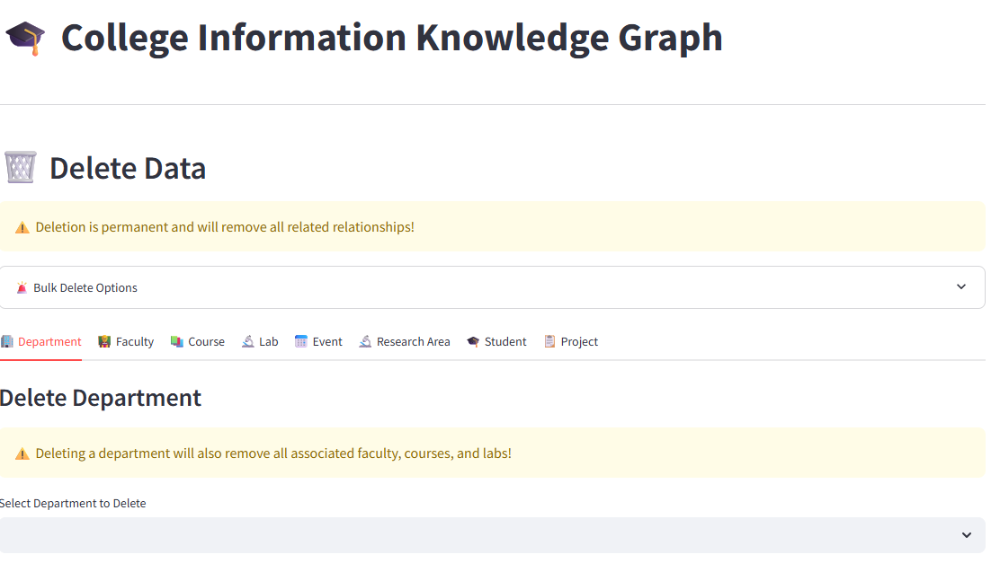 College Information Knowledge Graph
Delete Data
Deletion is permanent and will remove all related relationships!
Bulk Delete Options
Department Faculty Course Lab Event Research Area Student Project
Delete Department
Deleting a department will also remove all associated faculty, courses, and labs!
Select Department to Delete